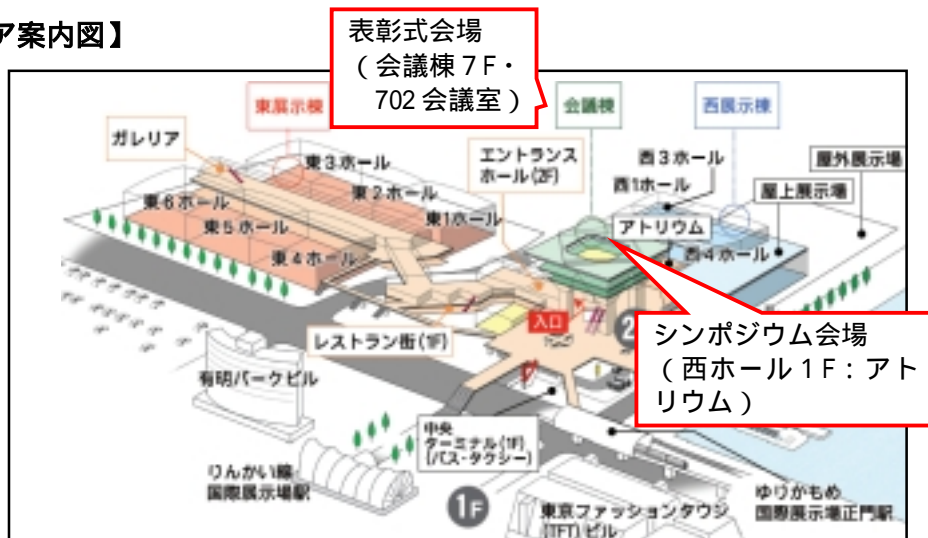 ア案内図】
表彰式会場
（会議棟７F・
702 会議室）
東展示棟
会議棟
西展示棟
ガレリア
エントランス
ホール(2F)
西3ホール
西1ホール
屋外展示場
屋上展示場
東3ホール
東2ホール
東1ホール
東6ホール
東5ホール
東4ホール
アトリウム
西4ホール
入口
2
レストラン街(1F)
シンポジウム会場
（西ホール１F：アト
リウム）
有明パークビル
中央
ターミナル(1F)
(バス・タクシー)
りんかい線
国際展示場駅
1F
東京ファッションタウン
(TFT)ビル
ゆりかもめ
国際展示場正門駅